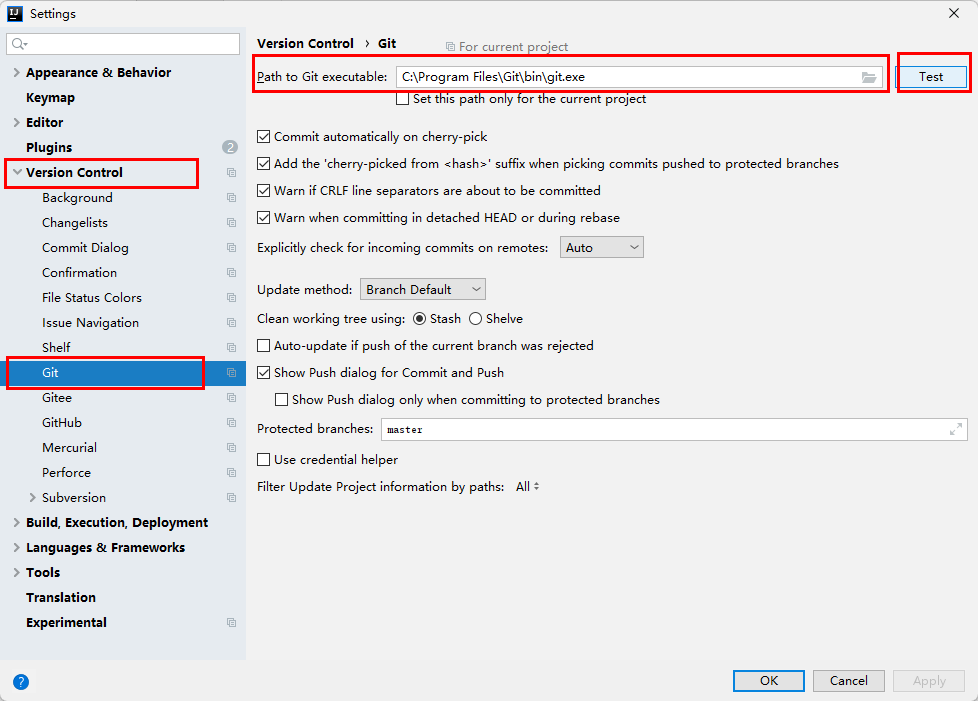 Settings
Version Control › Git For current project
Appearance & Behavior
Keymap
Editor
Plugins 2
Version Control
Background
Changelists
Commit Dialog
Confirmation
File Status Colors
Issue Navigation
Shelf
Git
Gitee
GitHub
Mercurial
Perforce
Subversion
Build, Execution, Deployment
Languages & Frameworks
Tools
Translation
Experimental
Path to Git executable: C:\Program Files\Git\bin\git.exe Test
Set this path only for the current project
Commit automatically on cherry-pick
Add the 'cherry-picked from <hash>' suffix when picking commits pushed to protected branches
Warn if CRLF line separators are about to be committed
Warn when committing in detached HEAD or during rebase
Explicitly check for incoming commits on remotes: Auto
Update method: Branch Default
Clean working tree using: Stash Shelve
Auto-update if push of the current branch was rejected
Show Push dialog for Commit and Push
Show Push dialog only when committing to protected branches
Protected branches: master
Use credential helper
Filter Update Project information by paths: All
? OK Cancel Apply